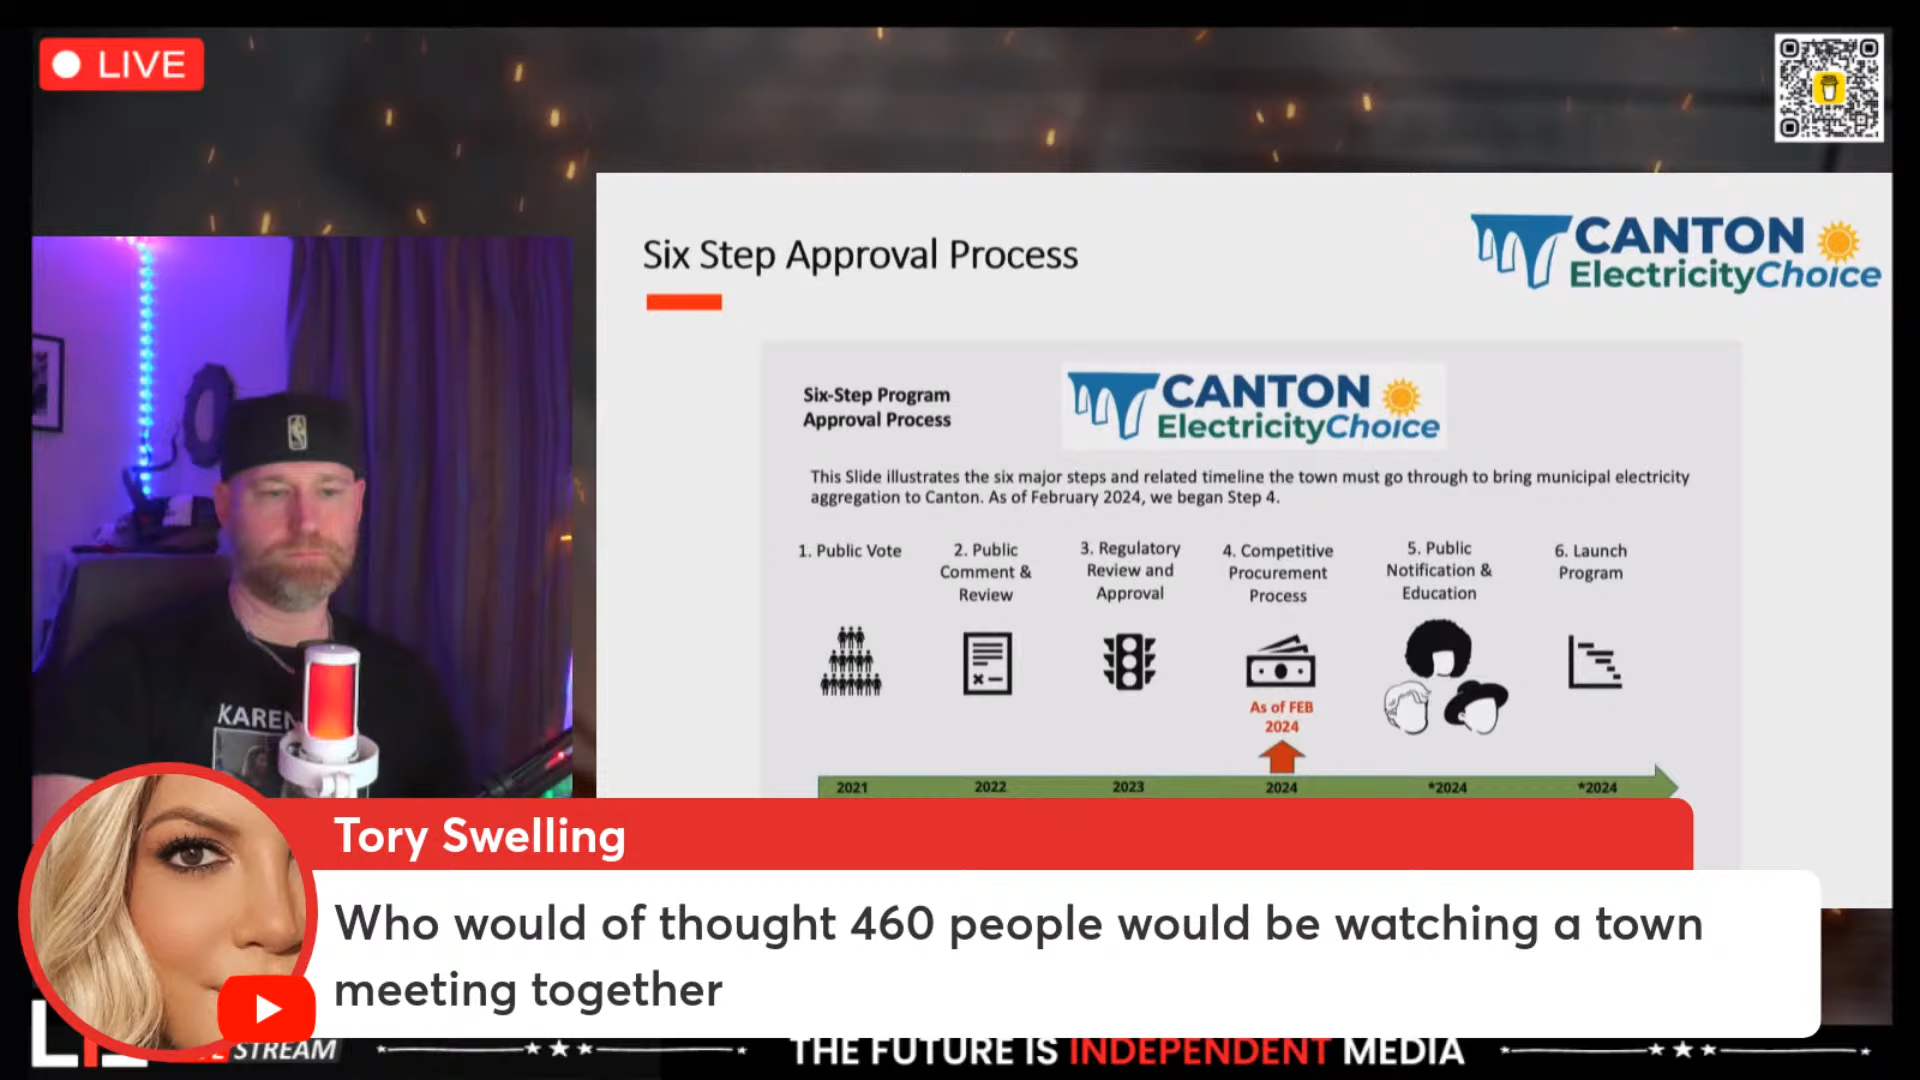 LIVE
Six Step Approval Process
CANTON
ElectricityChoice
Six-Step Program
Approval Process
CANTON
ElectricityChoice
This Slide illustrates the six major steps and related timeline the town must go through to bring municipal electricity
aggregation to Canton. As of February 2024, we began Step 4.
1. Public Vote
2. Public
Comment &
Review
3. Regulatory
Review and
Approval
4. Competitive
Procurement
Process
5. Public
Notification &
Education
6. Launch
Program
As of FEB
2024
2021
2022
2023
2024
*2024
*2024
KAREN
Tory Swelling
Who would of thought 460 people would be watching a town
meeting together
STREAM
THE FUTURE IS INDEPENDENT MEDIA